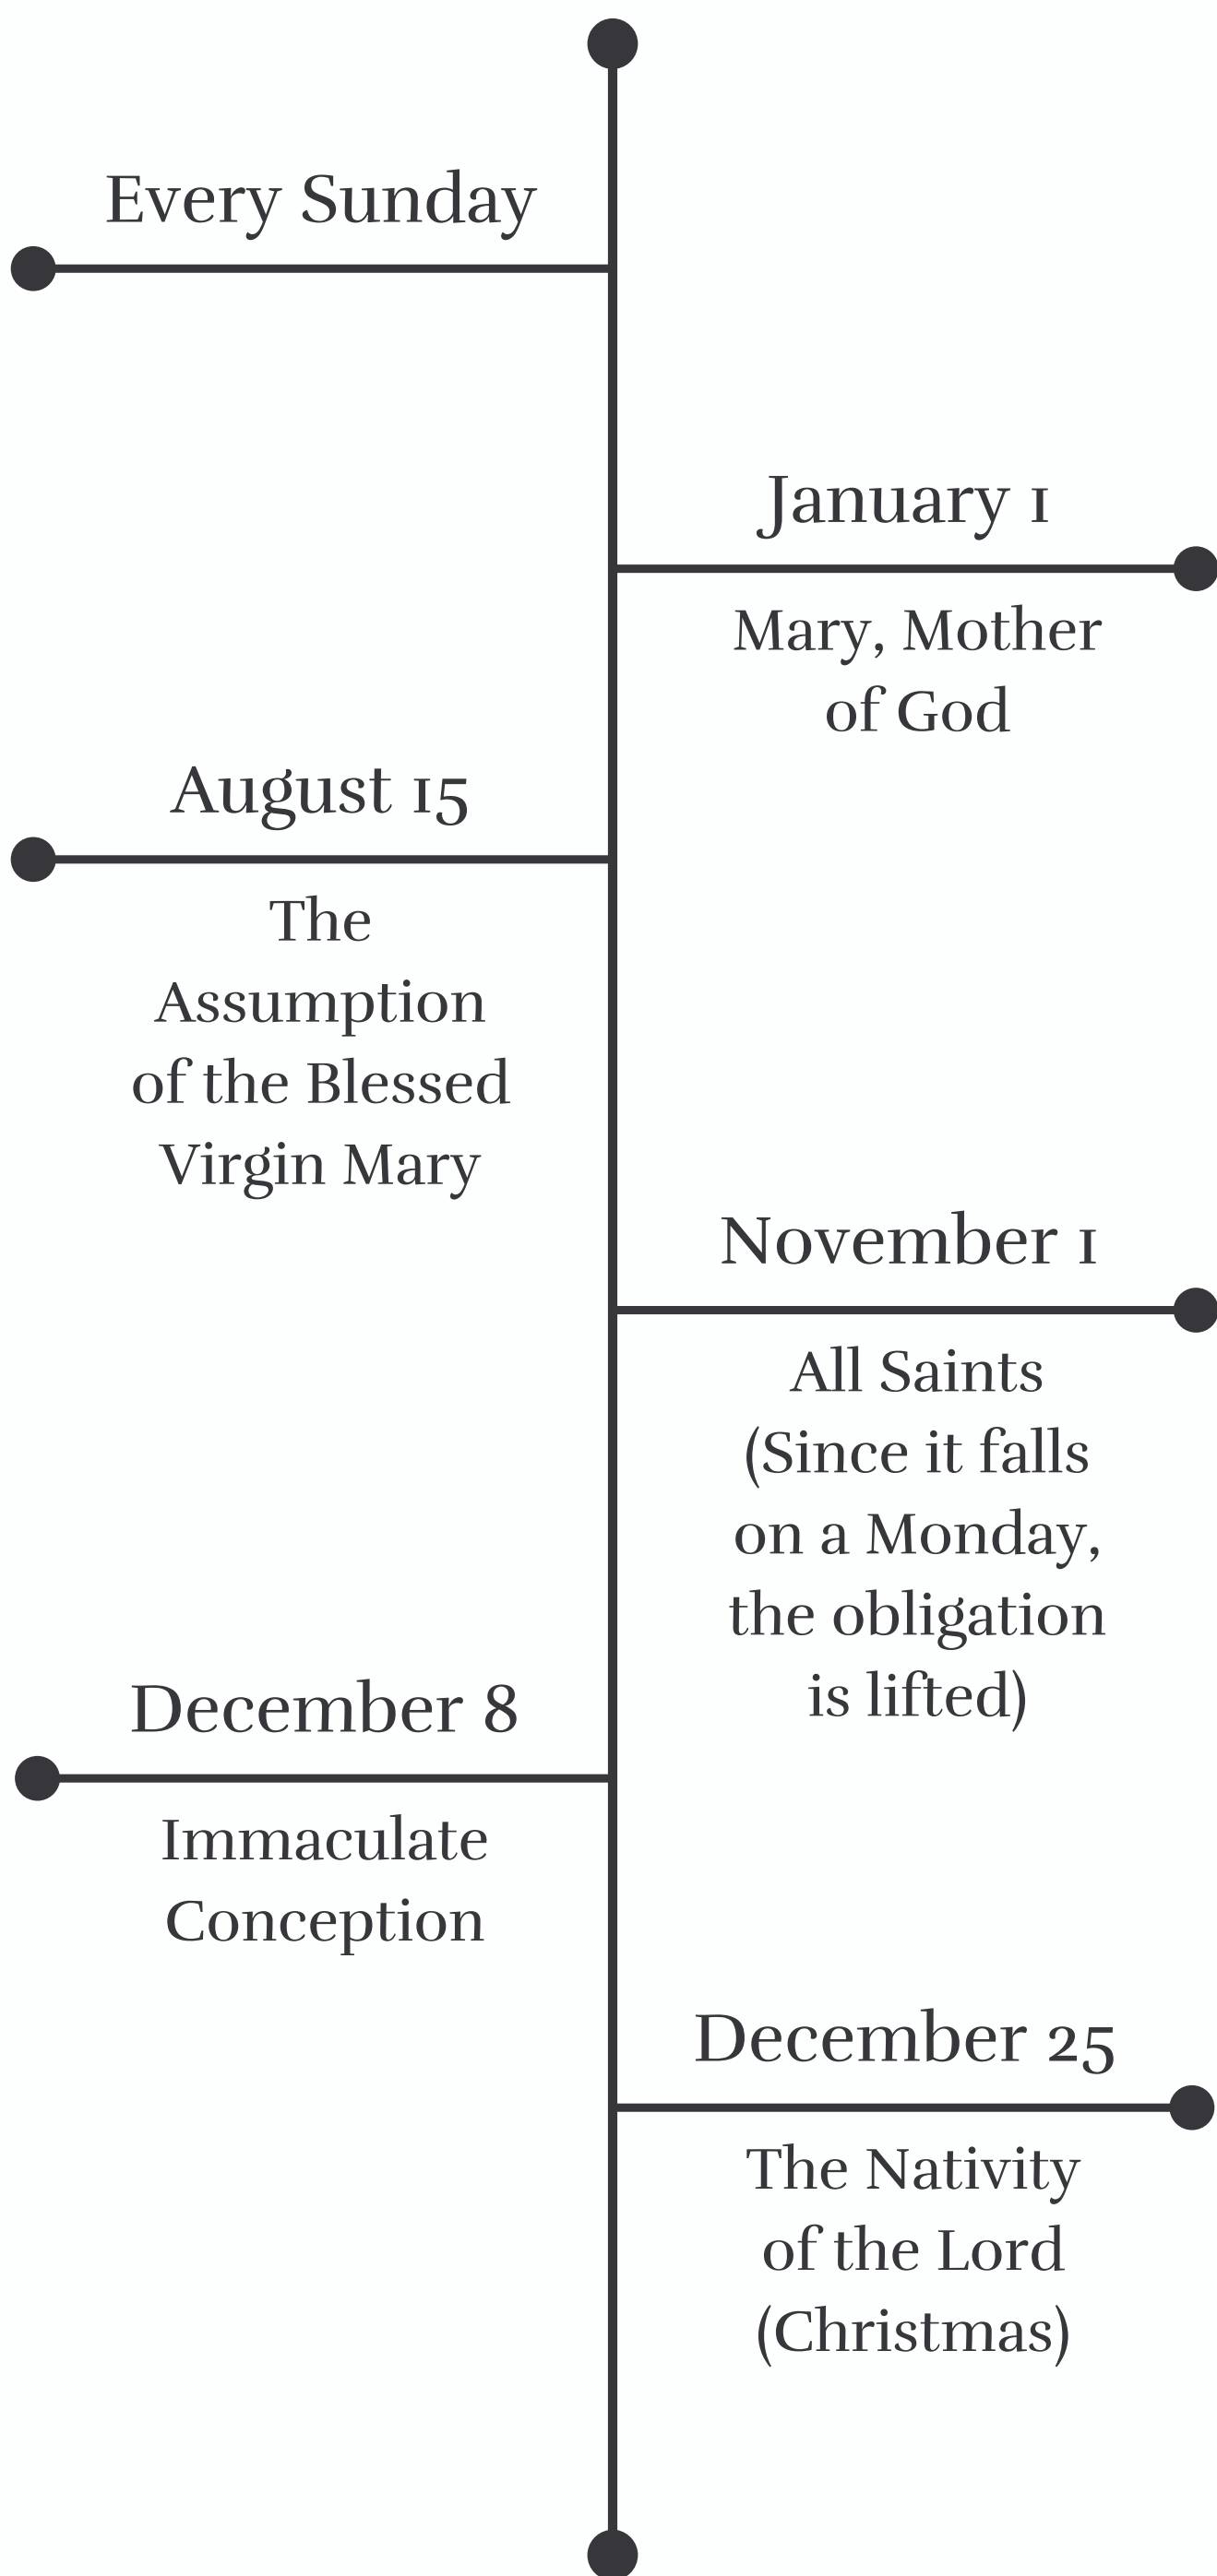 Every Sunday
January 1
Mary, Mother
of God
August 15
The
Assumption
of the Blessed
Virgin Mary
November 1
All Saints
(Since it falls
on a Monday,
the obligation
is lifted)
December 8
Immaculate
Conception
December 25
The Nativity
of the Lord
(Christmas)